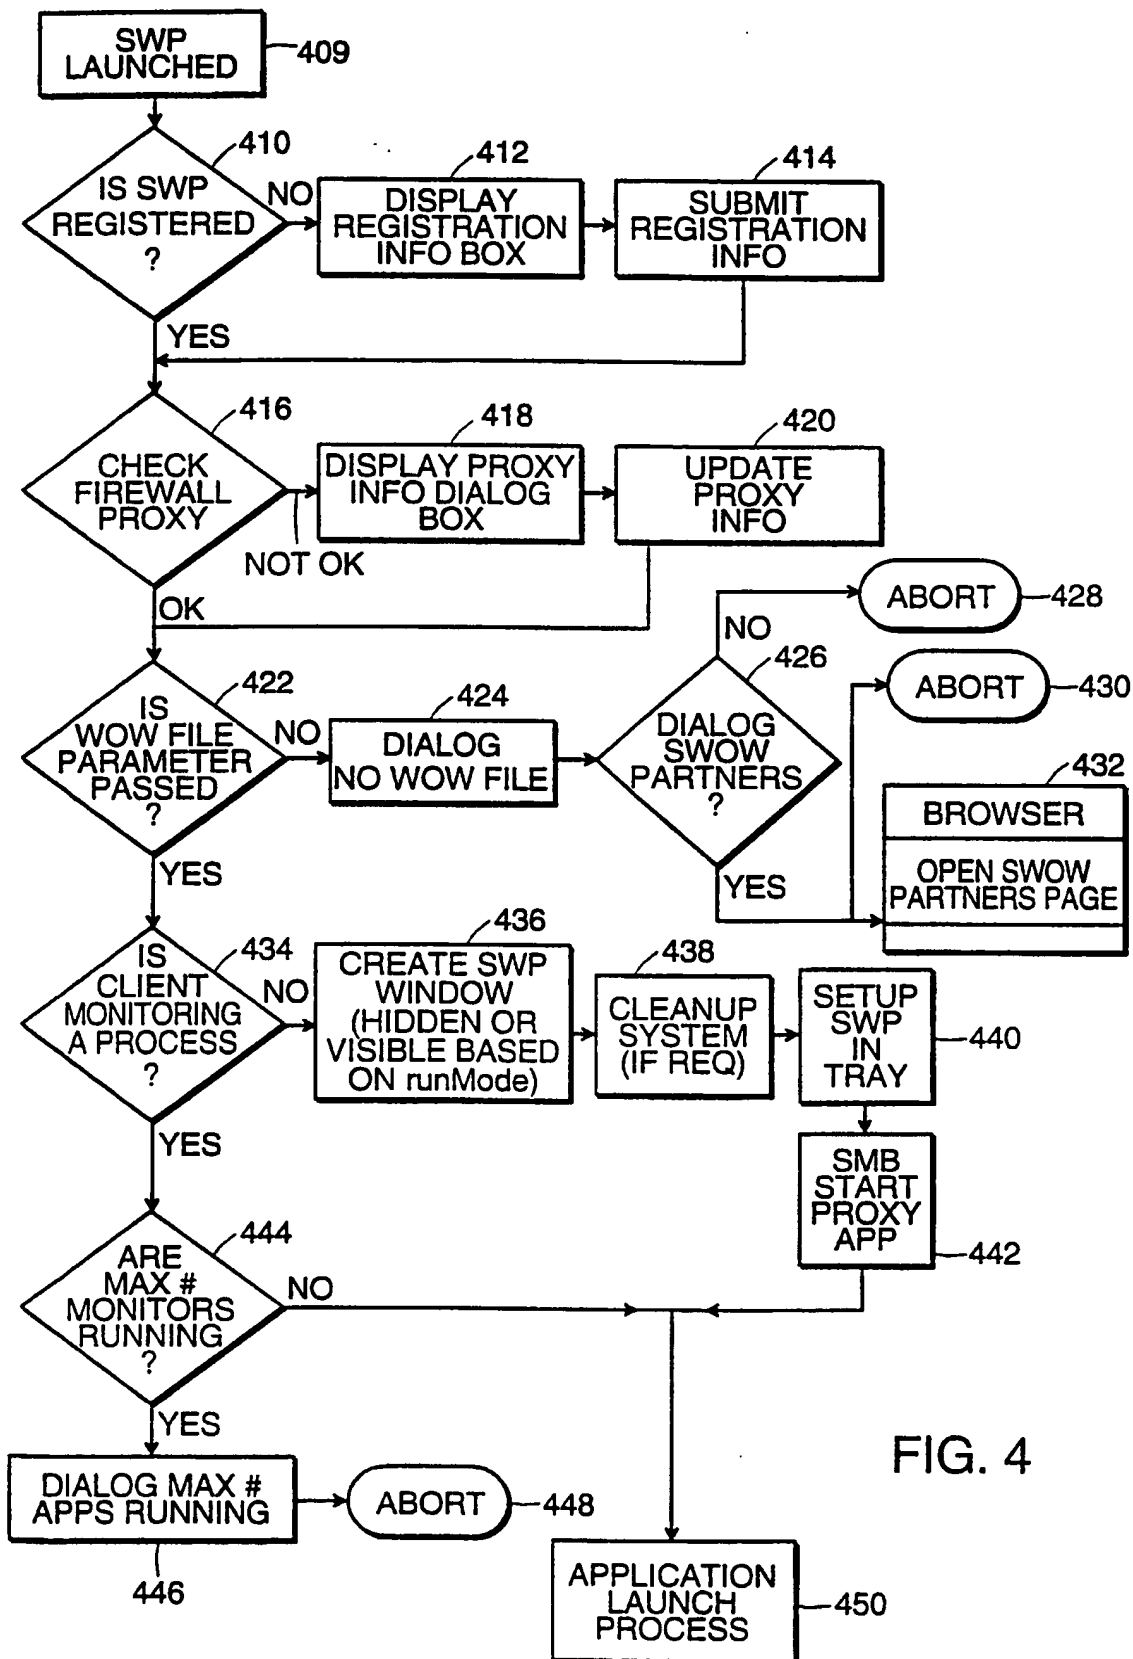 SWP
LAUNCHED
409
410
IS SWP
REGISTERED
?
NO
412
DISPLAY
REGISTRATION
INFO BOX
414
SUBMIT
REGISTRATION
INFO
YES
416
CHECK
FIREWALL
PROXY
NOT OK
418
DISPLAY PROXY
INFO DIALOG
BOX
420
UPDATE
PROXY
INFO
OK
422
IS
WOW FILE
PARAMETER
PASSED
?
NO
424
DIALOG
NO WOW FILE
426
DIALOG
SWOW
PARTNERS
?
NO
ABORT
428
ABORT
430
YES
432
BROWSER
OPEN SWOW
PARTNERS PAGE
YES
434
IS
CLIENT
MONITORING
A PROCESS
?
NO
436
CREATE SWP
WINDOW
(HIDDEN OR
VISIBLE BASED
ON runMode)
438
CLEANUP
SYSTEM
(IF REQ)
SETUP
SWP
IN
TRAY
440
SMB
START
PROXY
APP
442
YES
444
ARE
MAX #
MONITORS
RUNNING
?
NO
YES
DIALOG MAX #
APPS RUNNING
446
ABORT
448
APPLICATION
LAUNCH
PROCESS
450
FIG. 4